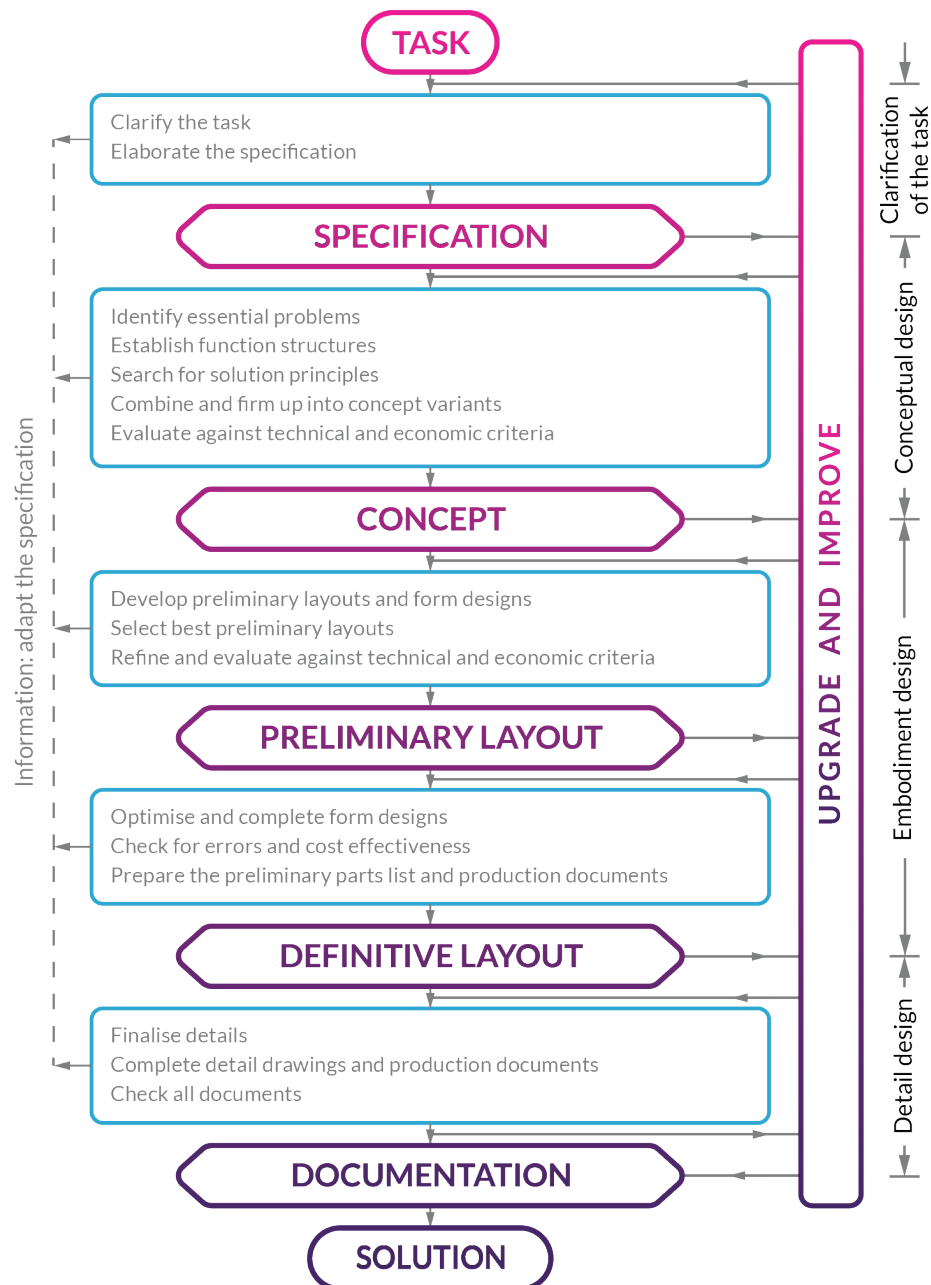 TASK
Clarify the task
Elaborate the specification
SPECIFICATION
Identify essential problems
Establish function structures
Search for solution principles
Combine and firm up into concept variants
Evaluate against technical and economic criteria
CONCEPT
Develop preliminary layouts and form designs
Select best preliminary layouts
Refine and evaluate against technical and economic criteria
PRELIMINARY LAYOUT
Optimise and complete form designs
Check for errors and cost effectiveness
Prepare the preliminary parts list and production documents
DEFINITIVE LAYOUT
Finalise details
Complete detail drawings and production documents
Check all documents
DOCUMENTATION
SOLUTION
Information: adapt the specification
UPGRADE AND IMPROVE
Clarification
of the task
Conceptual design
Embodiment design
Detail design